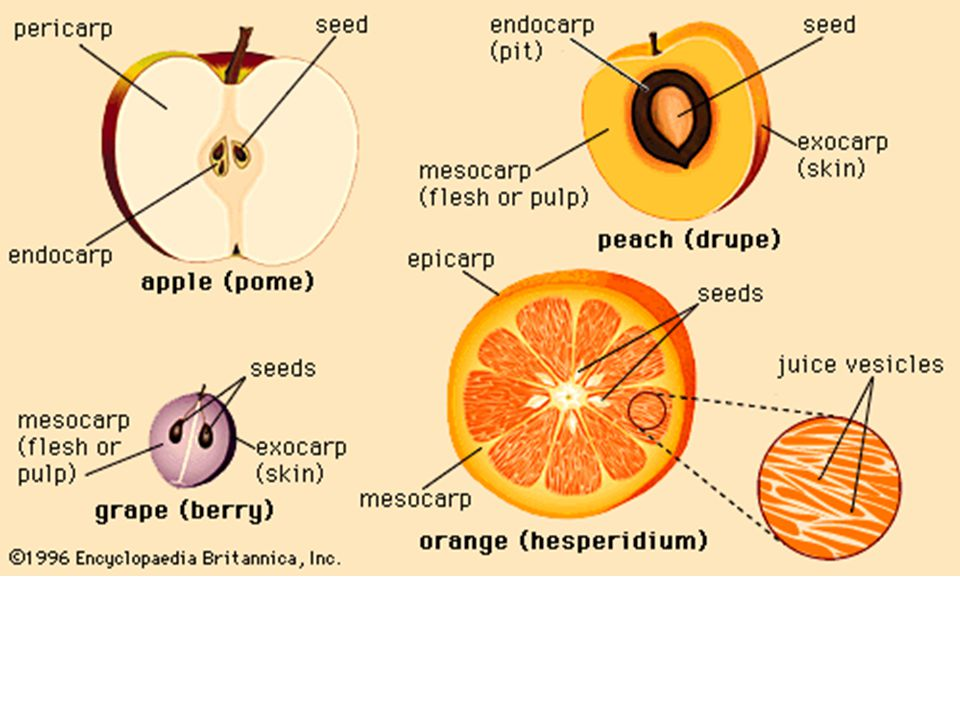 pericarp
seed
endocarp
apple (pome)
endocarp
(pit)
seed
mesocarp
(flesh or pulp)
exocarp
(skin)
peach (drupe)
seeds
mesocarp
(flesh or
pulp)
exocarp
(skin)
grape (berry)
epicarp
seeds
juice vesicles
mesocarp
orange (hesperidium)
©1996 Encyclopaedia Britannica, Inc.